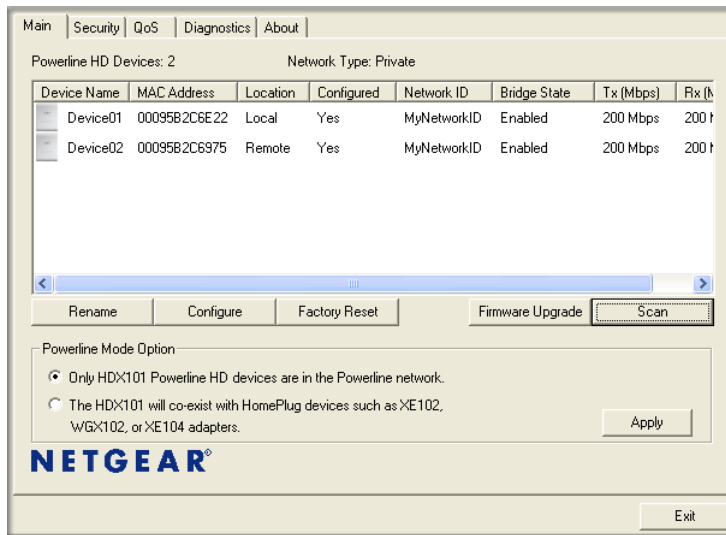 Main Security QoS Diagnostics About
Powerline HD Devices: 2 Network Type: Private
Device Name MAC Address Location Configured Network ID Bridge State Tx (Mbps) Rx (M
Device01 00095B2C6E22 Local Yes MyNetworkID Enabled 200 Mbps 200 M
Device02 00095B2C6975 Remote Yes MyNetworkID Enabled 200 Mbps 200 M
Rename Configure Factory Reset Firmware Upgrade Scan
Powerline Mode Option
Only HDX101 Powerline HD devices are in the Powerline network.
The HDX101 will co-exist with HomePlug devices such as XE102,
WGX102, or XE104 adapters.
Apply
NETGEAR®
Exit